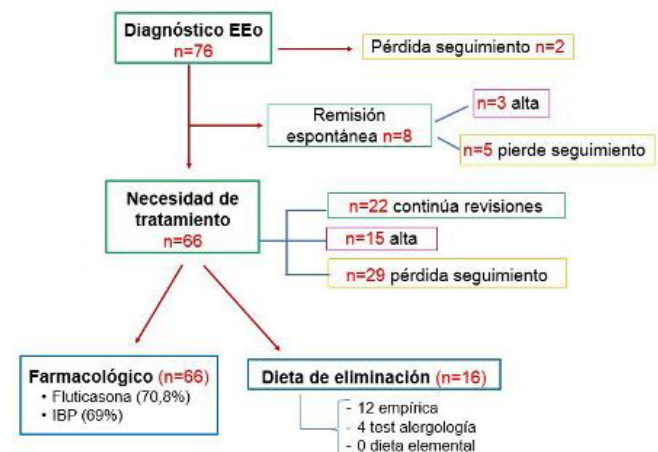 Diagnóstico EEo
n=76
Pérdida seguimiento n=2
n=3 alta
Remisión
espontánea n=8
n=5 pierde seguimiento
Necesidad de
tratamiento
n=66
n=22 continúa revisiones
n=15 alta
n=29 pérdida seguimiento
Farmacológico (n=66)
• Fluticasona (70,8%)
• IBP (69%)
Dieta de eliminación (n=16)
- 12 empírica
- 4 test alergología
- 0 dieta elemental